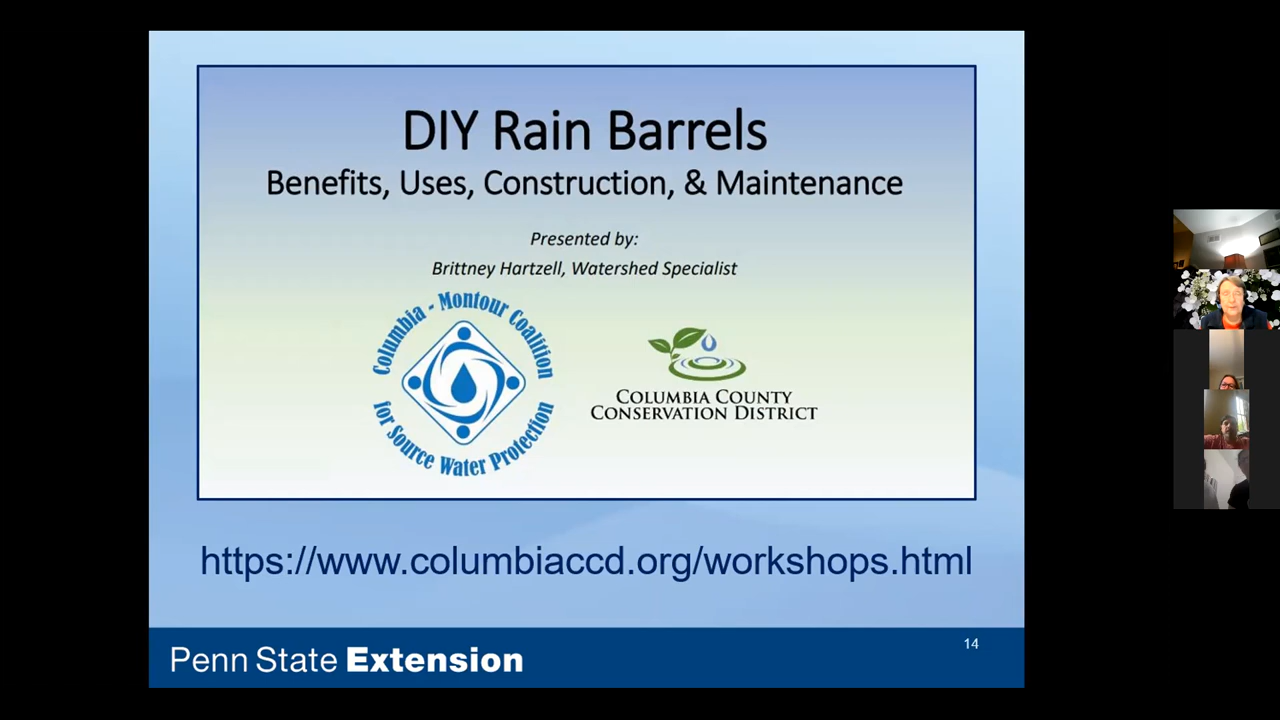 DIY Rain Barrels
Benefits, Uses, Construction, & Maintenance
Presented by:
Brittney Hartzell, Watershed Specialist
Columbia - Montour Coalition
for Source Water Protection
COLUMBIA COUNTY
CONSERVATION DISTRICT
https://www.columbiaccd.org/workshops.html
14
Penn State Extension